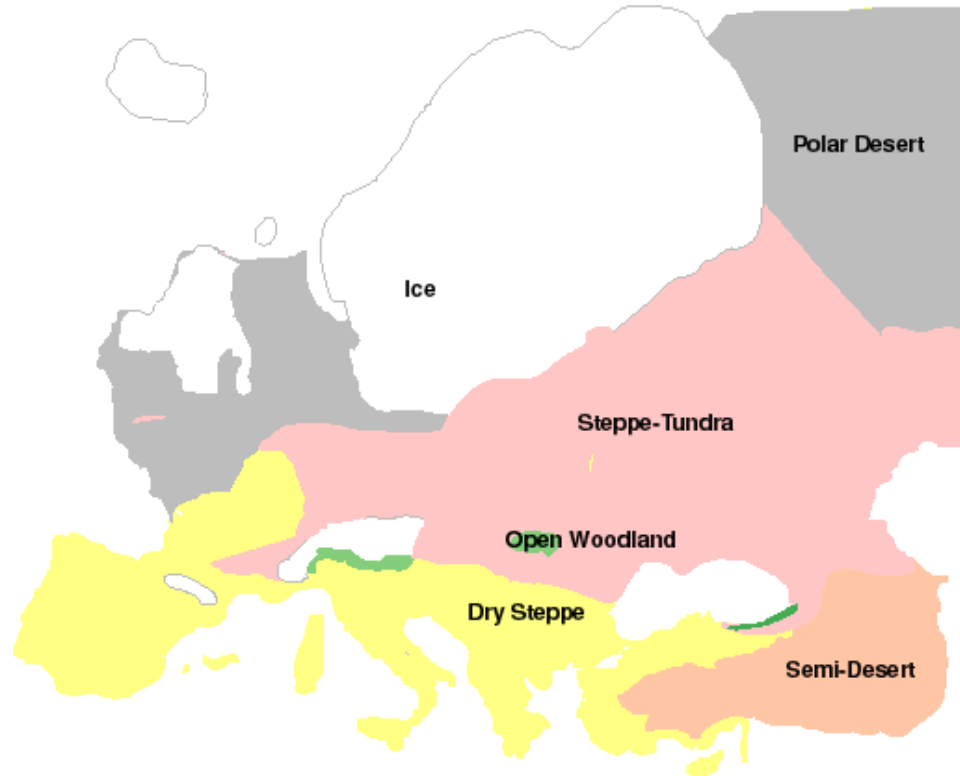 Polar Desert
Ice
Steppe-Tundra
Open Woodland
Dry Steppe
Semi-Desert